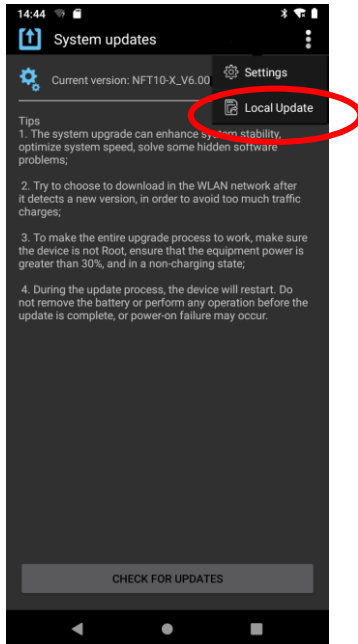 14:44
System updates
Settings
Current version: NFT10-X_V6.00
Local Update
Tips
1. The system upgrade can enhance system stability,
optimize system speed, solve some hidden software
problems;
2. Try to choose to download in the WLAN network after
it detects a new version, in order to avoid too much traffic
charges;
3. To make the entire upgrade process to work, make sure
the device is not Root, ensure that the equipment power is
greater than 30%, and in a non-charging state;
4. During the update process, the device will restart. Do
not remove the battery or perform any operation before the
update is complete, or power-on failure may occur.
CHECK FOR UPDATES